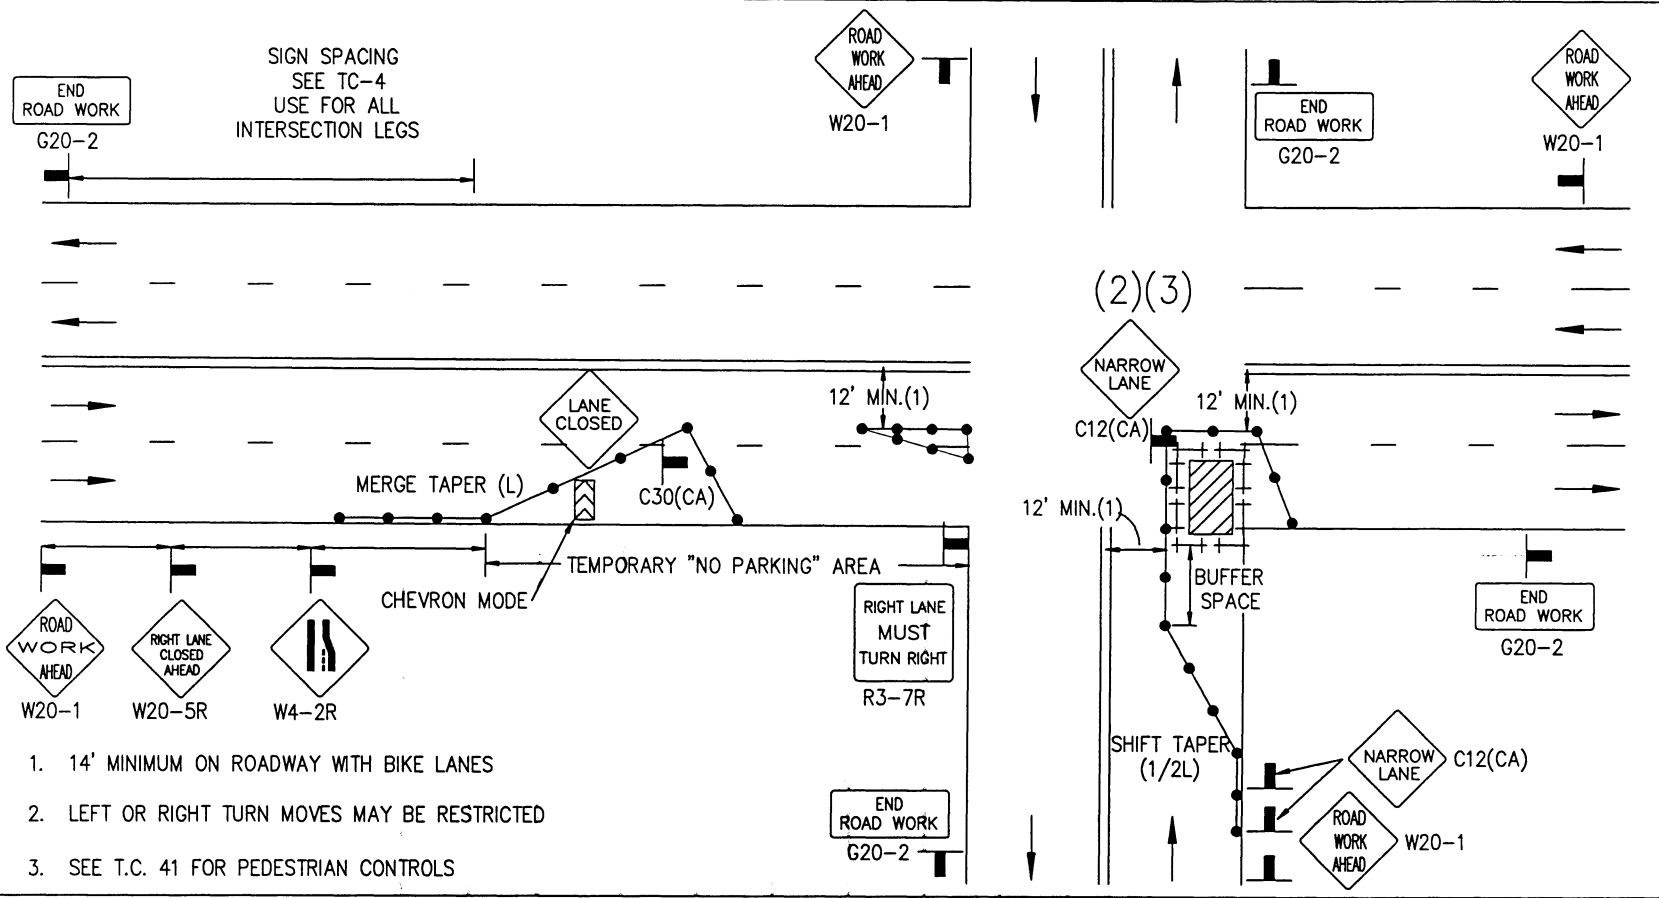 SIGN SPACING
SEE TC-4
USE FOR ALL
INTERSECTION LEGS
END
ROAD WORK
G20-2
ROAD
WORK
AHEAD
W20-1
END
ROAD WORK
G20-2
ROAD
WORK
AHEAD
W20-1
(2)(3)
NARROW
LANE
C12(CA)
LANE
CLOSED
12' MIN.(1)
12' MIN.(1)
MERGE TAPER (L)
C30(CA)
12' MIN.(1)
TEMPORARY "NO PARKING" AREA
CHEVRON MODE
BUFFER
SPACE
ROAD
WORK
AHEAD
W20-1
RIGHT LANE
CLOSED
AHEAD
W20-5R
W4-2R
RIGHT LANE
MUST
TURN RIGHT
R3-7R
END
ROAD WORK
G20-2
SHIFT TAPER
(1/2L)
NARROW
LANE
C12(CA)
ROAD
WORK
AHEAD
W20-1
END
ROAD WORK
G20-2
1. 14' MINIMUM ON ROADWAY WITH BIKE LANES
2. LEFT OR RIGHT TURN MOVES MAY BE RESTRICTED
3. SEE T.C. 41 FOR PEDESTRIAN CONTROLS